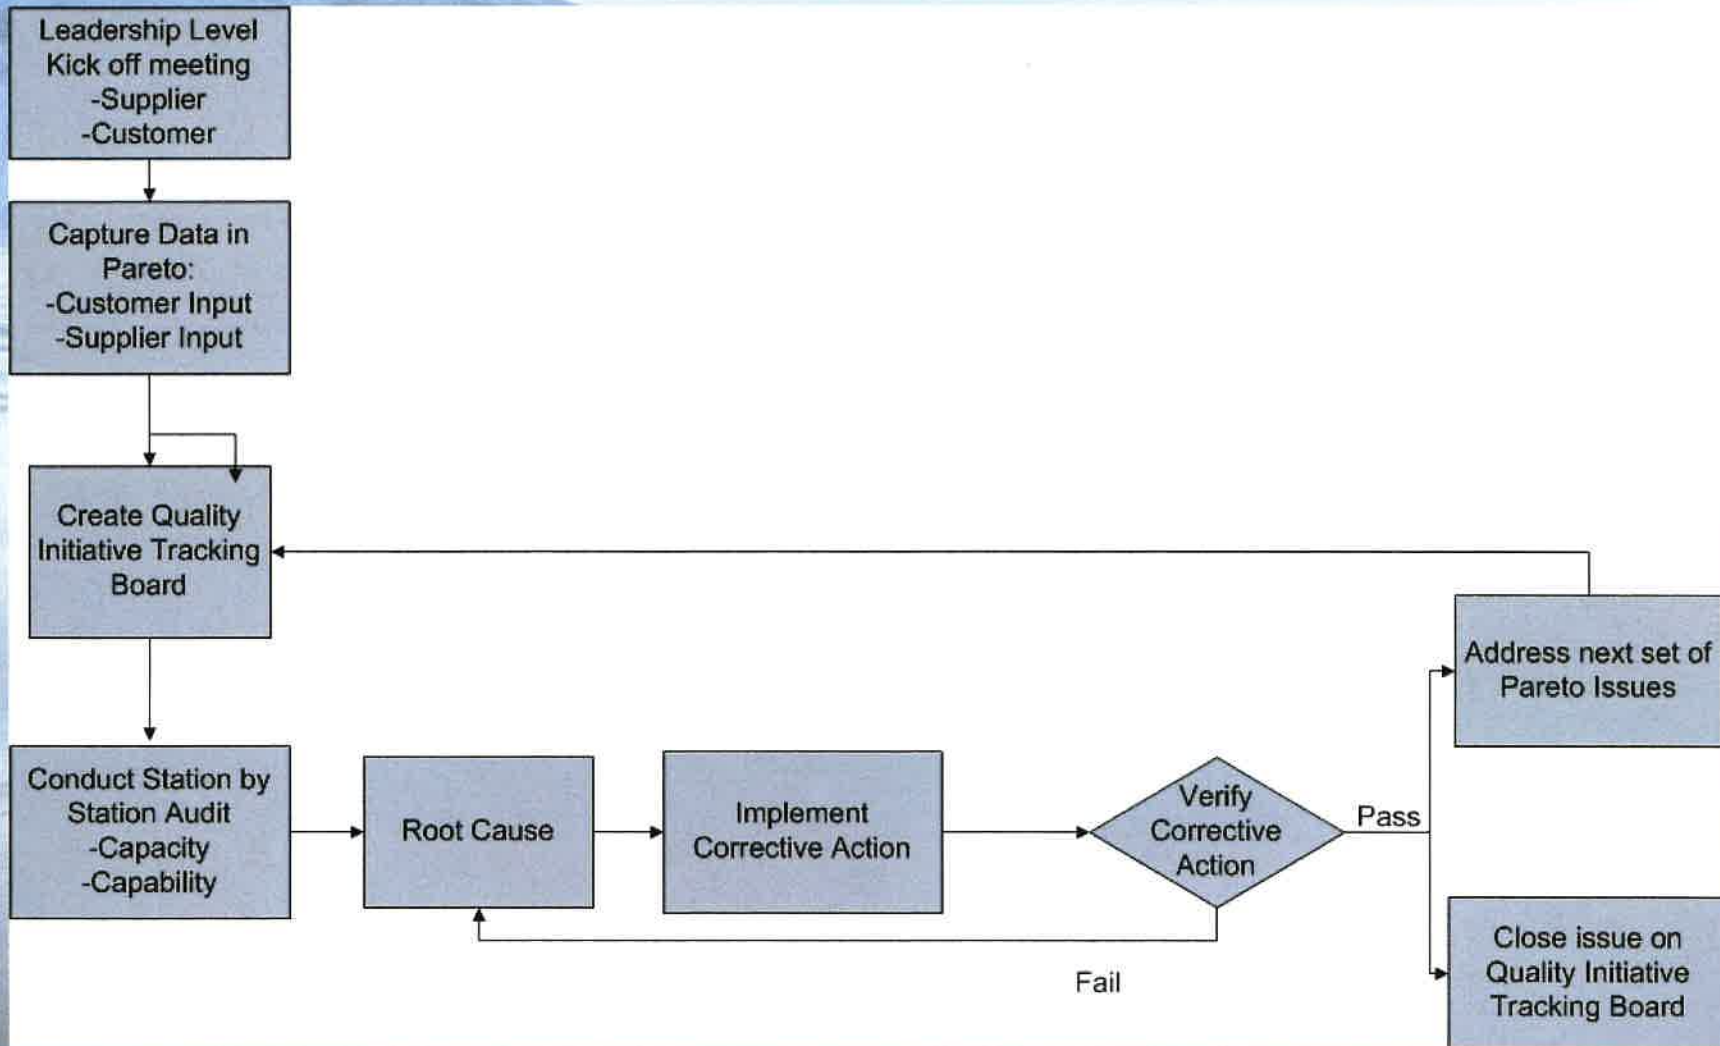 Leadership Level
Kick off meeting
-Supplier
-Customer
Capture Data in
Pareto:
-Customer Input
-Supplier Input
Create Quality
Initiative Tracking
Board
Conduct Station by
Station Audit
-Capacity
-Capability
Root Cause
Implement
Corrective Action
Verify
Corrective
Action
Pass
Fail
Address next set of
Pareto Issues
Close issue on
Quality Initiative
Tracking Board